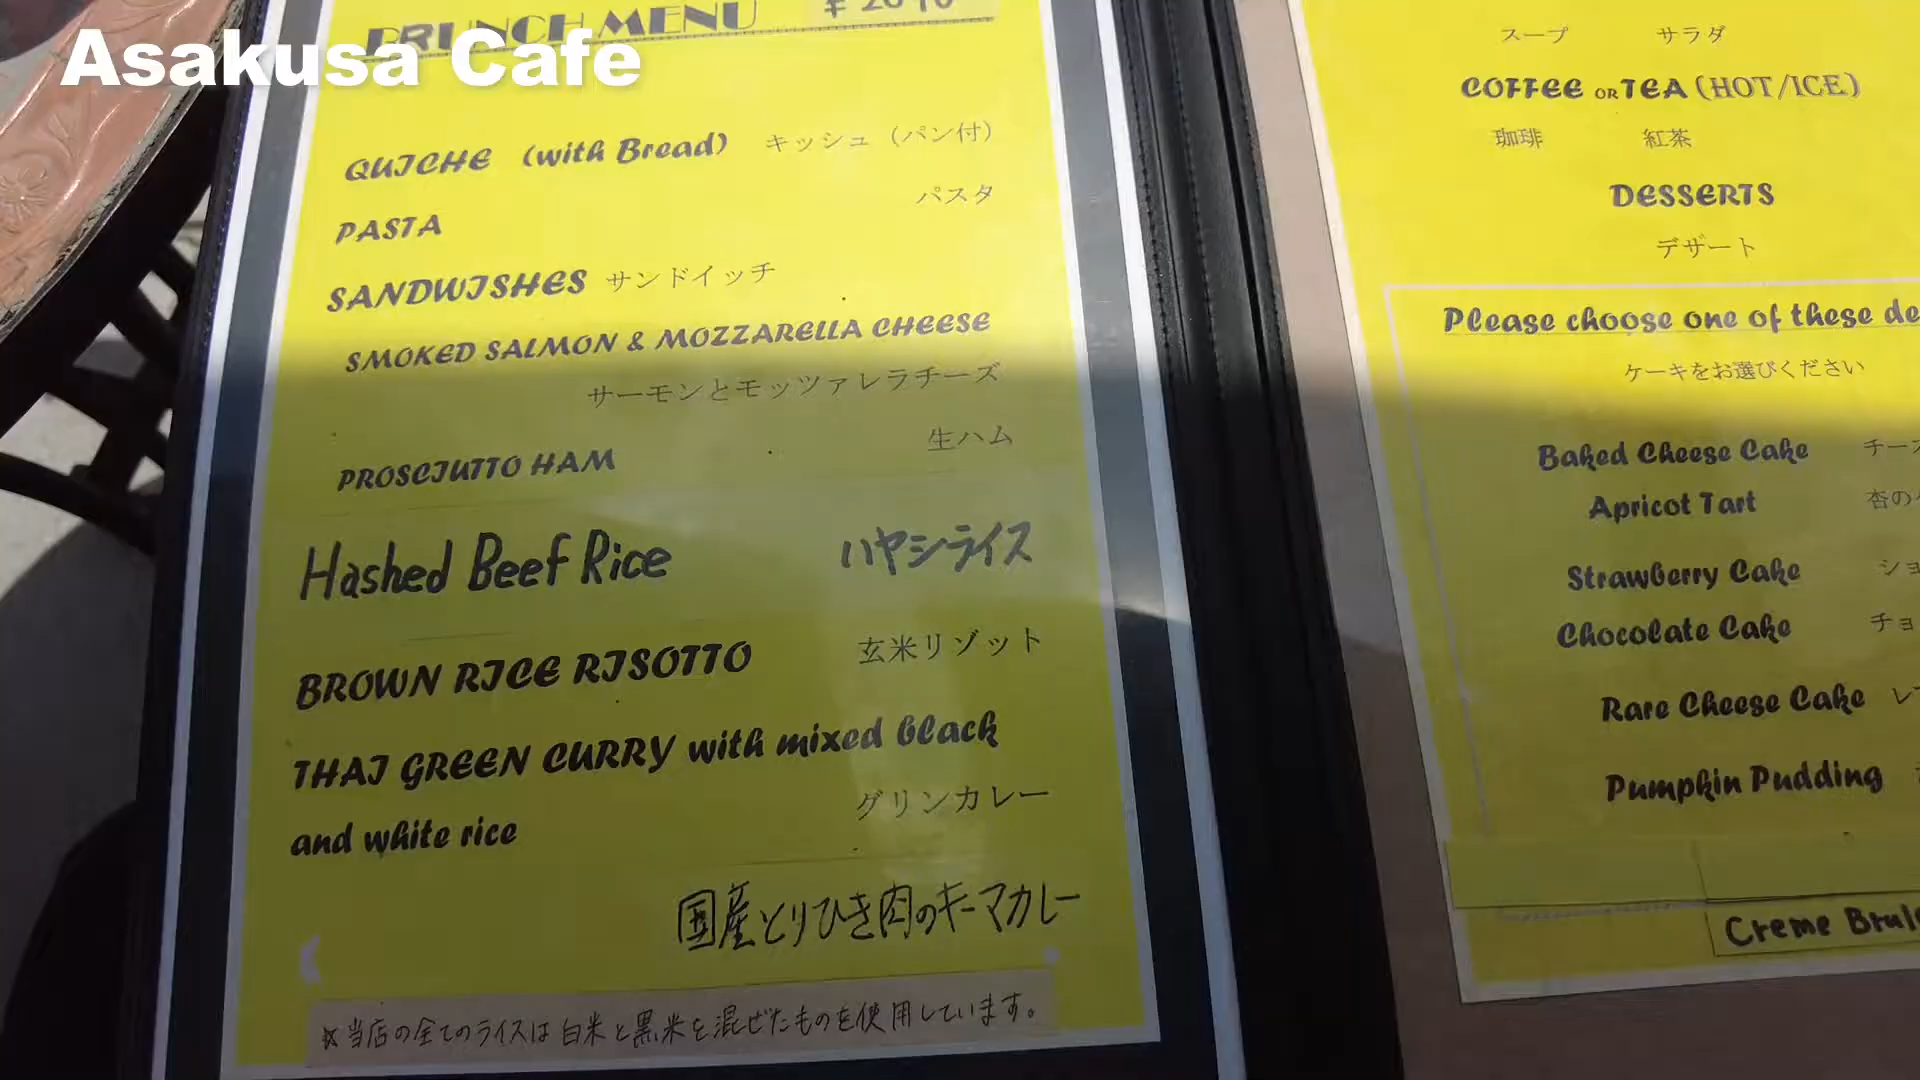 Asakusa Cafe
BRUNCH MENU
QUICHE (with Bread) キッシュ（パン付）
PASTA パスタ
SANDWISHES サンドイッチ
SMOKED SALMON & MOZZARELLA CHEESE
サーモンとモッツァレラチーズ
PROSCIUTTO HAM 生ハム
Hashed Beef Rice ハヤシライス
BROWN RICE RISOTTO 玄米リゾット
THAI GREEN CURRY with mixed black
and white rice グリンカレー
国産とりひき肉のキーマカレー
※当店の全てのライスは白米と黒米を混ぜたものを使用しています。
スープ サラダ
COFFEE OR TEA (HOT/ICE)
珈琲 紅茶
DESSERTS
デザート
Please choose one of these
ケーキをお選びください
Baked Cheese Cake
Apricot Tart 杏の
Strawberry Cake
Chocolate Cake
Rare Cheese Cake
Pumpkin Pudding
Creme